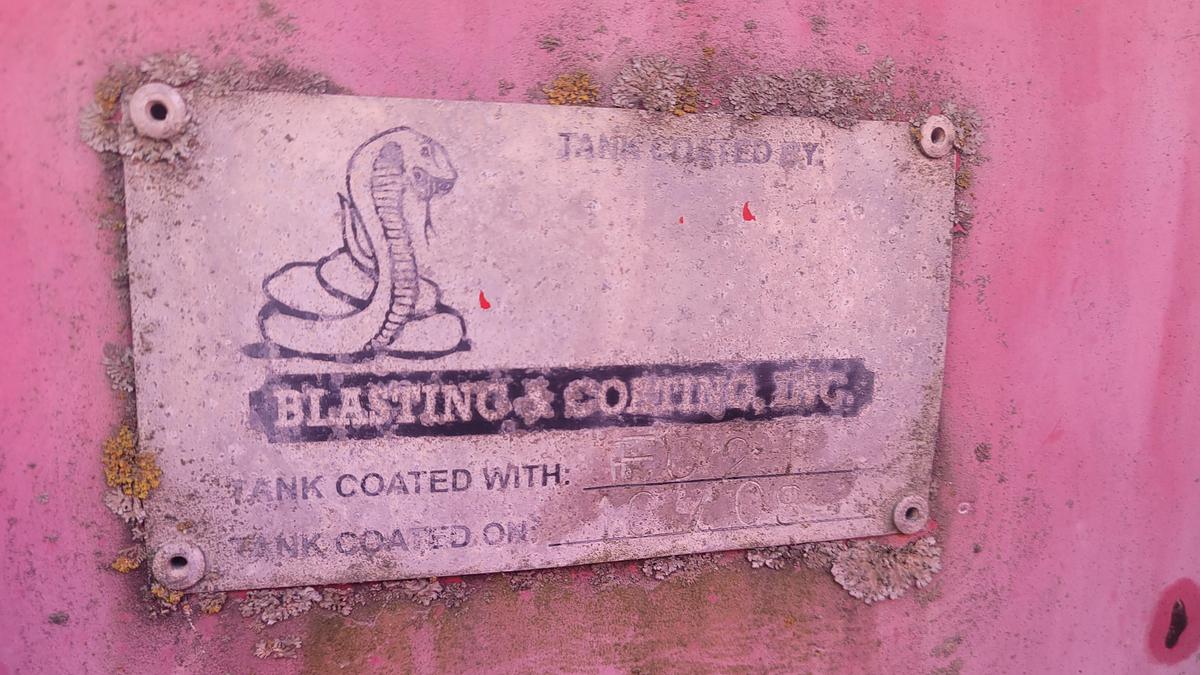 TANK COATED BY:
BLASTING & COATING, INC.
TANK COATED WITH:
TANK COATED ON: